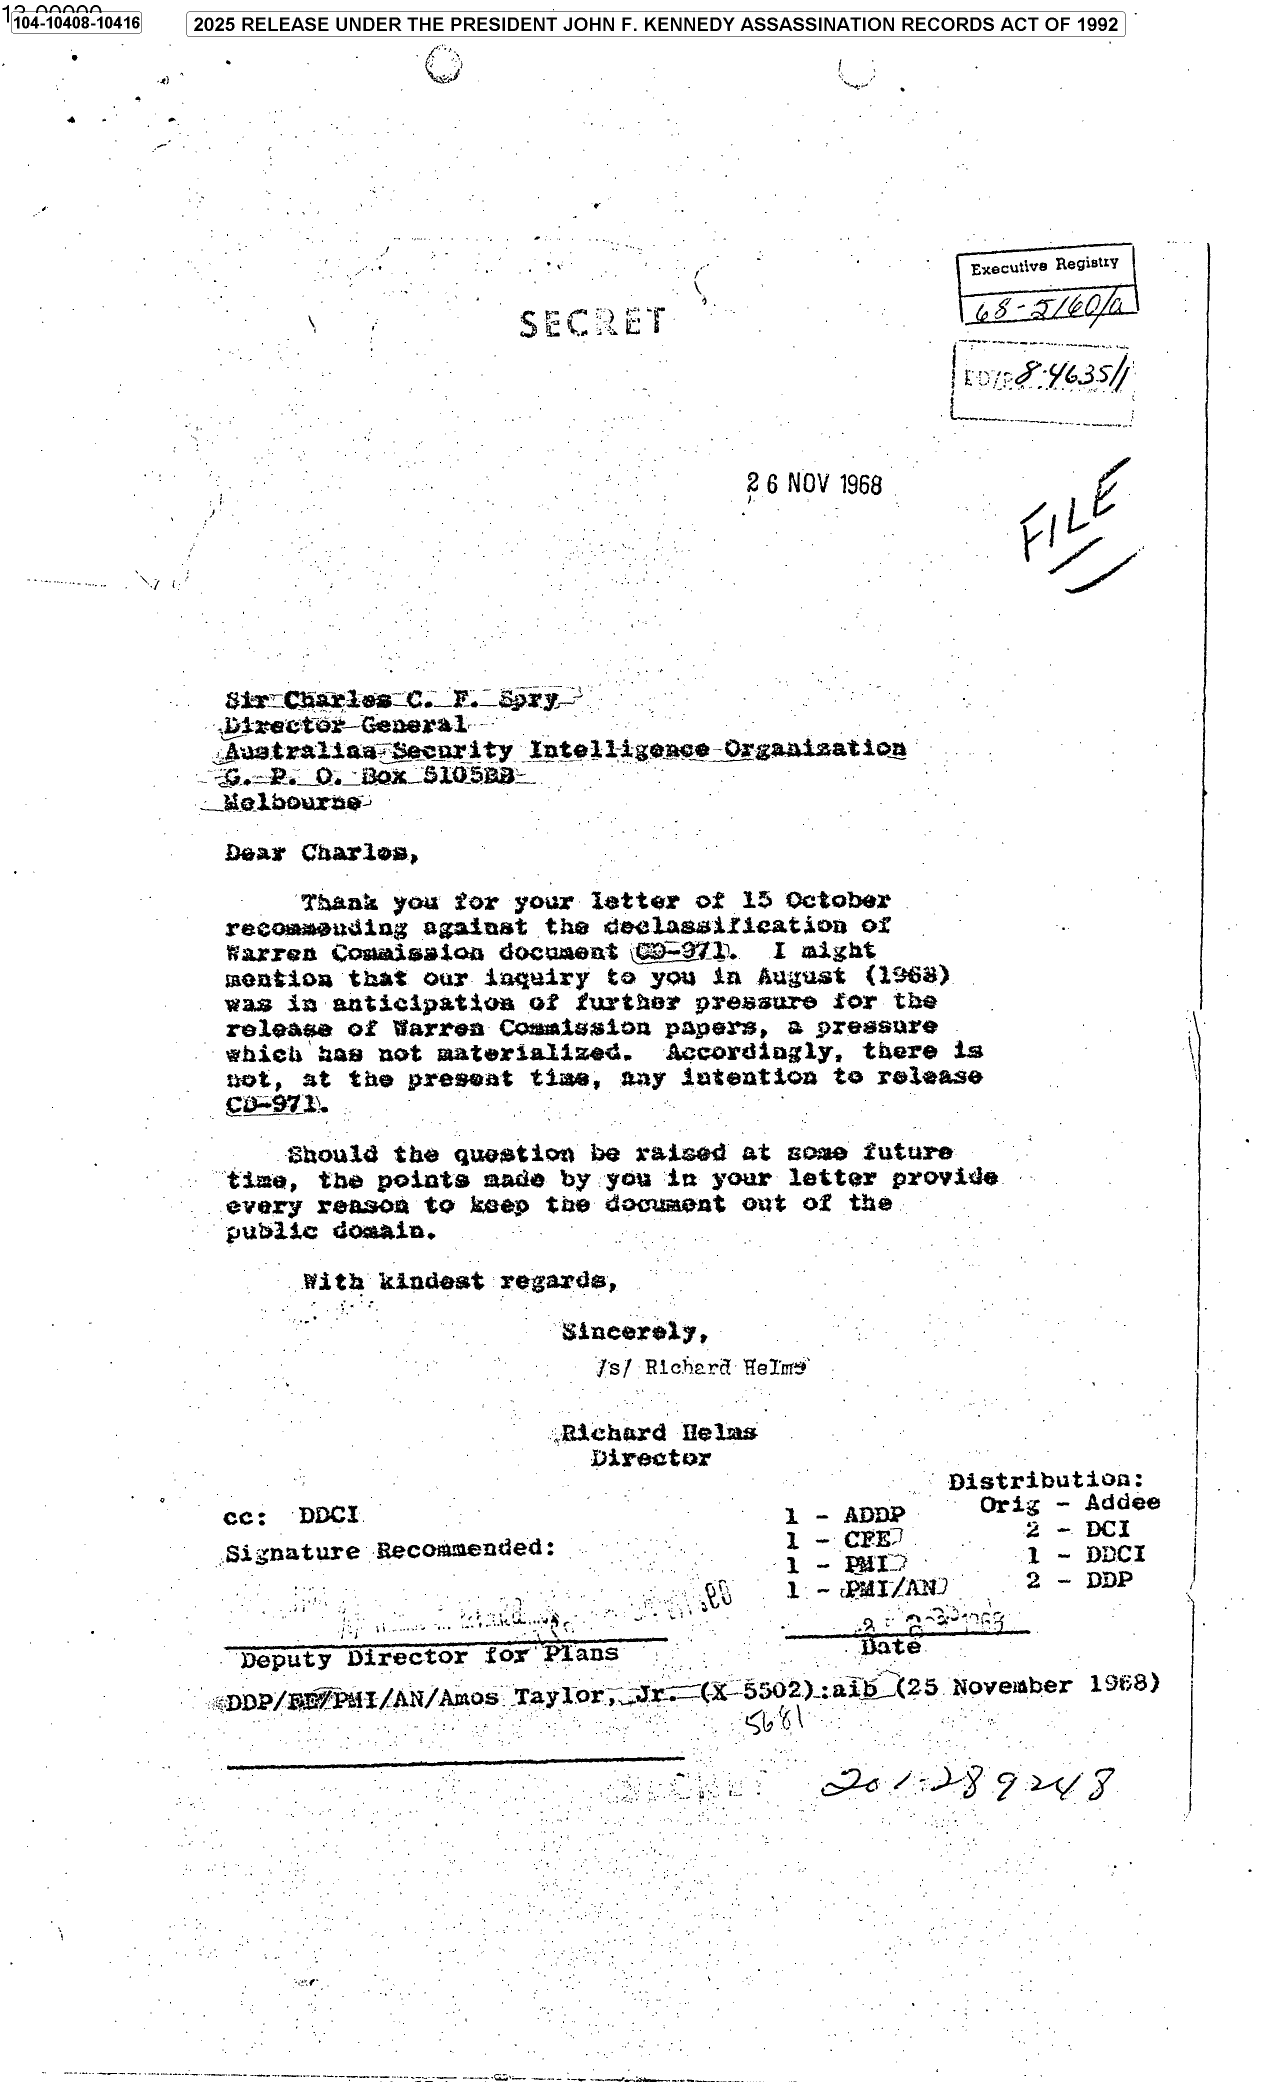 104-10408-10416
2025 RELEASE UNDER THE PRESIDENT JOHN F. KENNEDY ASSASSINATION RECORDS ACT OF 1992
Executive Registry
68-5160/a
SECRET
8-4635/1
26 NOV 1968
FILE
Sir Charles C. F. Spry
Director General
Australian Security Intelligence Organization
G. P. O. Box 5105BB
Melbourne
Dear Charles,
Thank you for your letter of 15 October
recommending against the declassification of
Warren Commission document CD-971. I might
mention that our inquiry to you in August (1968)
was in anticipation of further pressure for the
release of Warren Commission papers, a pressure
which has not materialized. Accordingly, there is
not, at the present time, any intention to release
CD-971.
Should the question be raised at some future
time, the points made by you in your letter provide
every reason to keep the document out of the
public domain.
With kindest regards,
Sincerely,
/s/ Richard Helms
Richard Helms
Director
Distribution:
Orig - Addee
2 - DCI
1 - DDCI
2 - DDP
cc: DDCI
1 - ADDP
1 - CFE
1 - PMI
1 - PMI/AN
Signature Recommended:
Deputy Director for Plans
Date
DDP/FE/PMI/AN/Amos Taylor, Jr. (X 5502):aib (25 November 1968)
5681
SECRET
201-289248